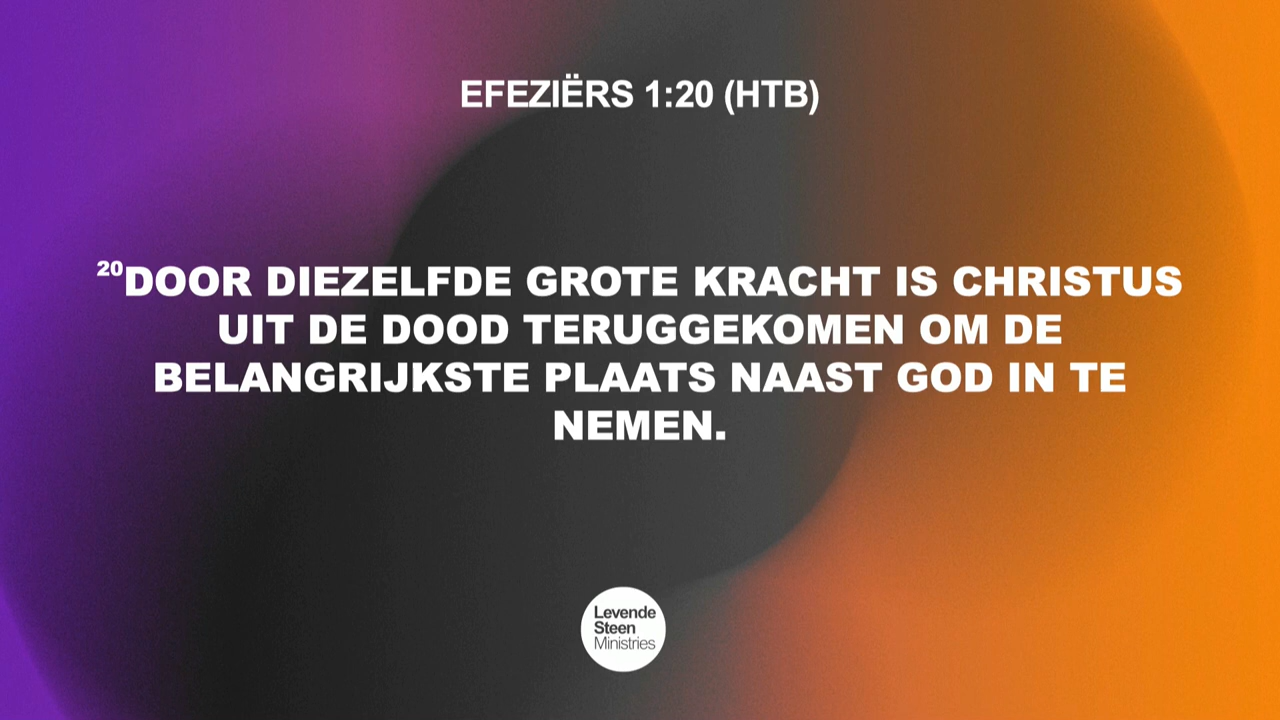 EFEZIËRS 1:20 (HTB)
20DOOR DIEZELFDE GROTE KRACHT IS CHRISTUS
UIT DE DOOD TERUGGEKOMEN OM DE
BELANGRIJKSTE PLAATS NAAST GOD IN TE
NEMEN.
Levende
Steen
Ministries